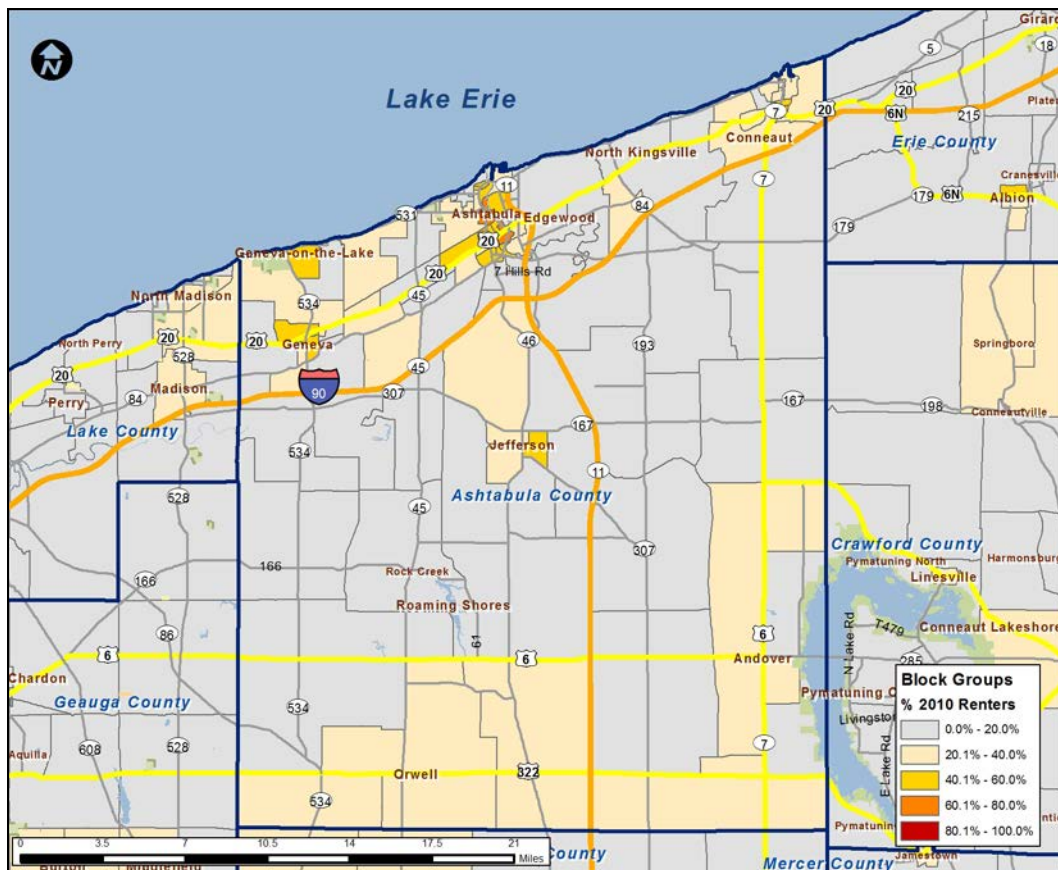 Girard
5
18
N
20
Lake Erie
Platea
7
20
6N
215
Conneaut
Erie County
North Kingsville
Cranesville
11
7
179
6N
Albion
531
84
Ashtabula
Edgewood
179
20
Geneva-on-the-Lake
20
7 Hills Rd
North Madison
45
534
North Perry
20
20
Geneva
46
193
Springboro
528
45
20
Madison
90
307
Perry
84
167
198
Conneautville
Lake County
167
Jefferson
534
11
528
Ashtabula County
45
307
Crawford County
Pymatuning North
Harmonsburg
166
166
Rock Creek
Linesville
Roaming Shores
86
61
T479
Conneaut Lakeshore
N Lake Rd
6
6
6
Andover
285
Chardon
Block Groups
Geauga County
Pymatuning
% 2010 Renters
534
Livingston
0.0% - 20.0%
608
528
7
E Lake Rd
20.1% - 40.0%
Aquilla
Orwell
322
40.1% - 60.0%
534
60.1% - 80.0%
Pymatuning
80.1% - 100.0%
0 3.5 7 10.5 14 17.5 21
Miles
Jamestown
County
Mercer County